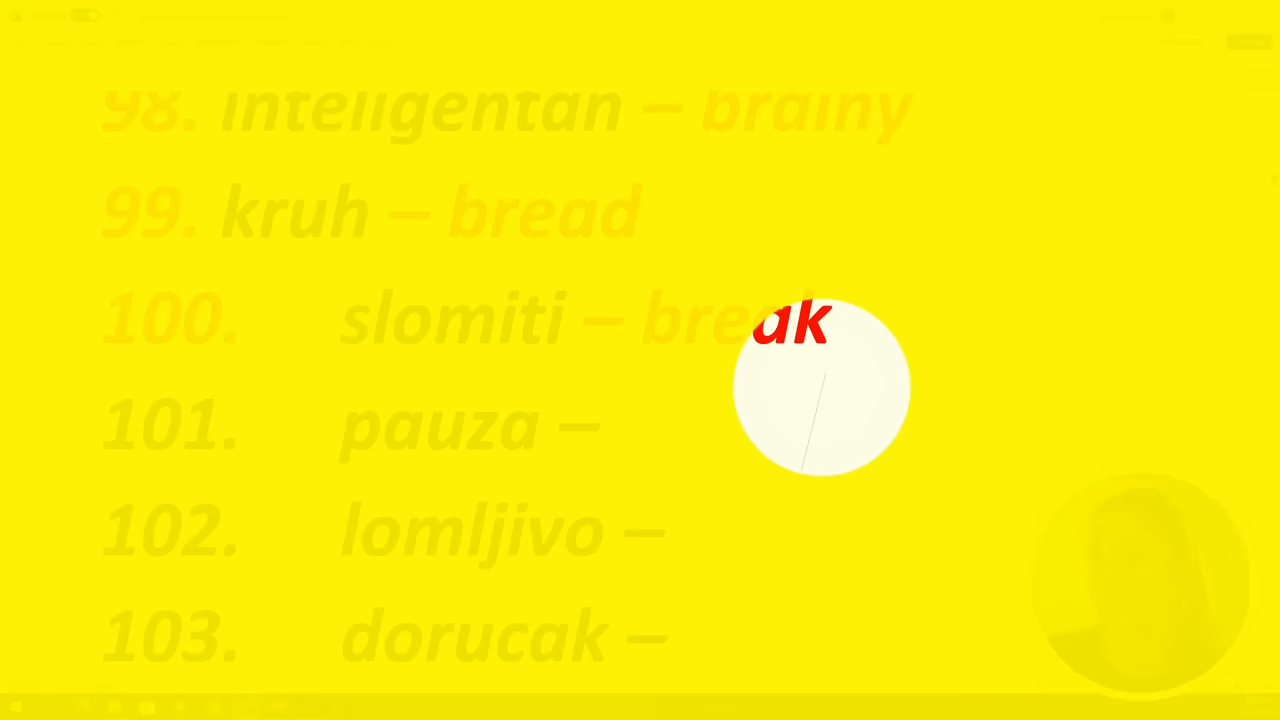 98. inteligentan – brainy
99. kruh – bread
100. slomiti – break
101. pauza –
102. lomljivo –
103. dorucak –